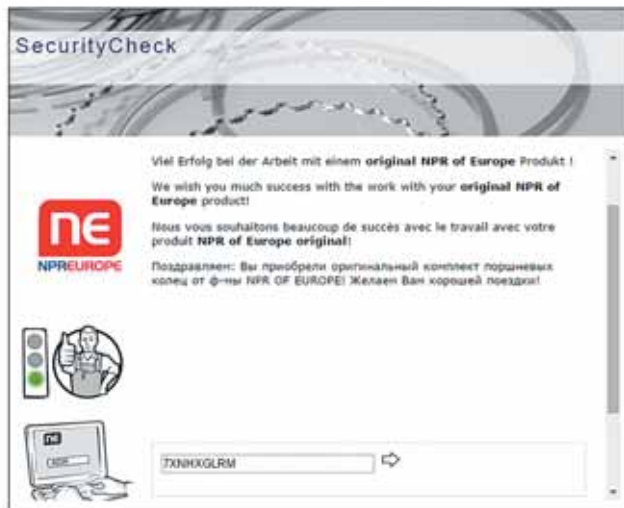 SecurityCheck
Viel Erfolg bei der Arbeit mit einem original NPR of Europe Produkt !
We wish you much success with the work with your original NPR of
Europe product!
Nous vous souhaitons beaucoup de succès avec le travail avec votre
produit NPR of Europe original!
Поздравляем: Вы приобрели оригинальный комплект поршневых
колец от ф-мы NPR OF EUROPE! Желаем Вам хорошей поездки!
ne
NPREUROPE
ne
7XNHXGLRM